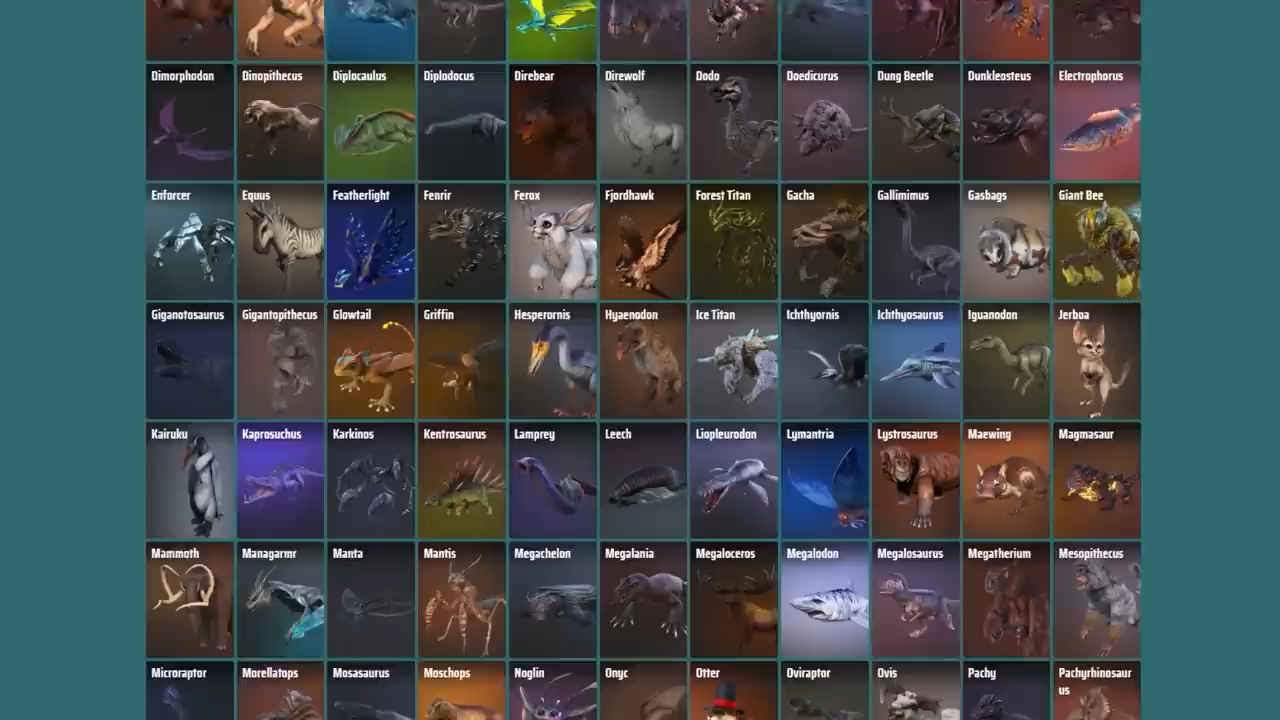 Dimorphodon
Dinopithecus
Diplocaulus
Diplodocus
Direbear
Direwolf
Dodo
Doedicurus
Dung Beetle
Dunkleosteus
Electrophorus
Enforcer
Equus
Featherlight
Fenrir
Ferox
Fjordhawk
Forest Titan
Gacha
Gallimimus
Gasbags
Giant Bee
Giganotosaurus
Gigantopithecus
Glowtail
Griffin
Hesperornis
Hyaenodon
Ice Titan
Ichthyornis
Ichthyosaurus
Iguanodon
Jerboa
Kairuku
Kaprosuchus
Karkinos
Kentrosaurus
Lamprey
Leech
Liopleurodon
Lymantria
Lystrosaurus
Maewing
Magmasaur
Mammoth
Managarmr
Manta
Mantis
Megachelon
Megalania
Megaloceros
Megalodon
Megalosaurus
Megatherium
Mesopithecus
Microraptor
Morellatops
Mosasaurus
Moschops
Noglin
Onyc
Otter
Oviraptor
Ovis
Pachy
Pachyrhinosaur
us